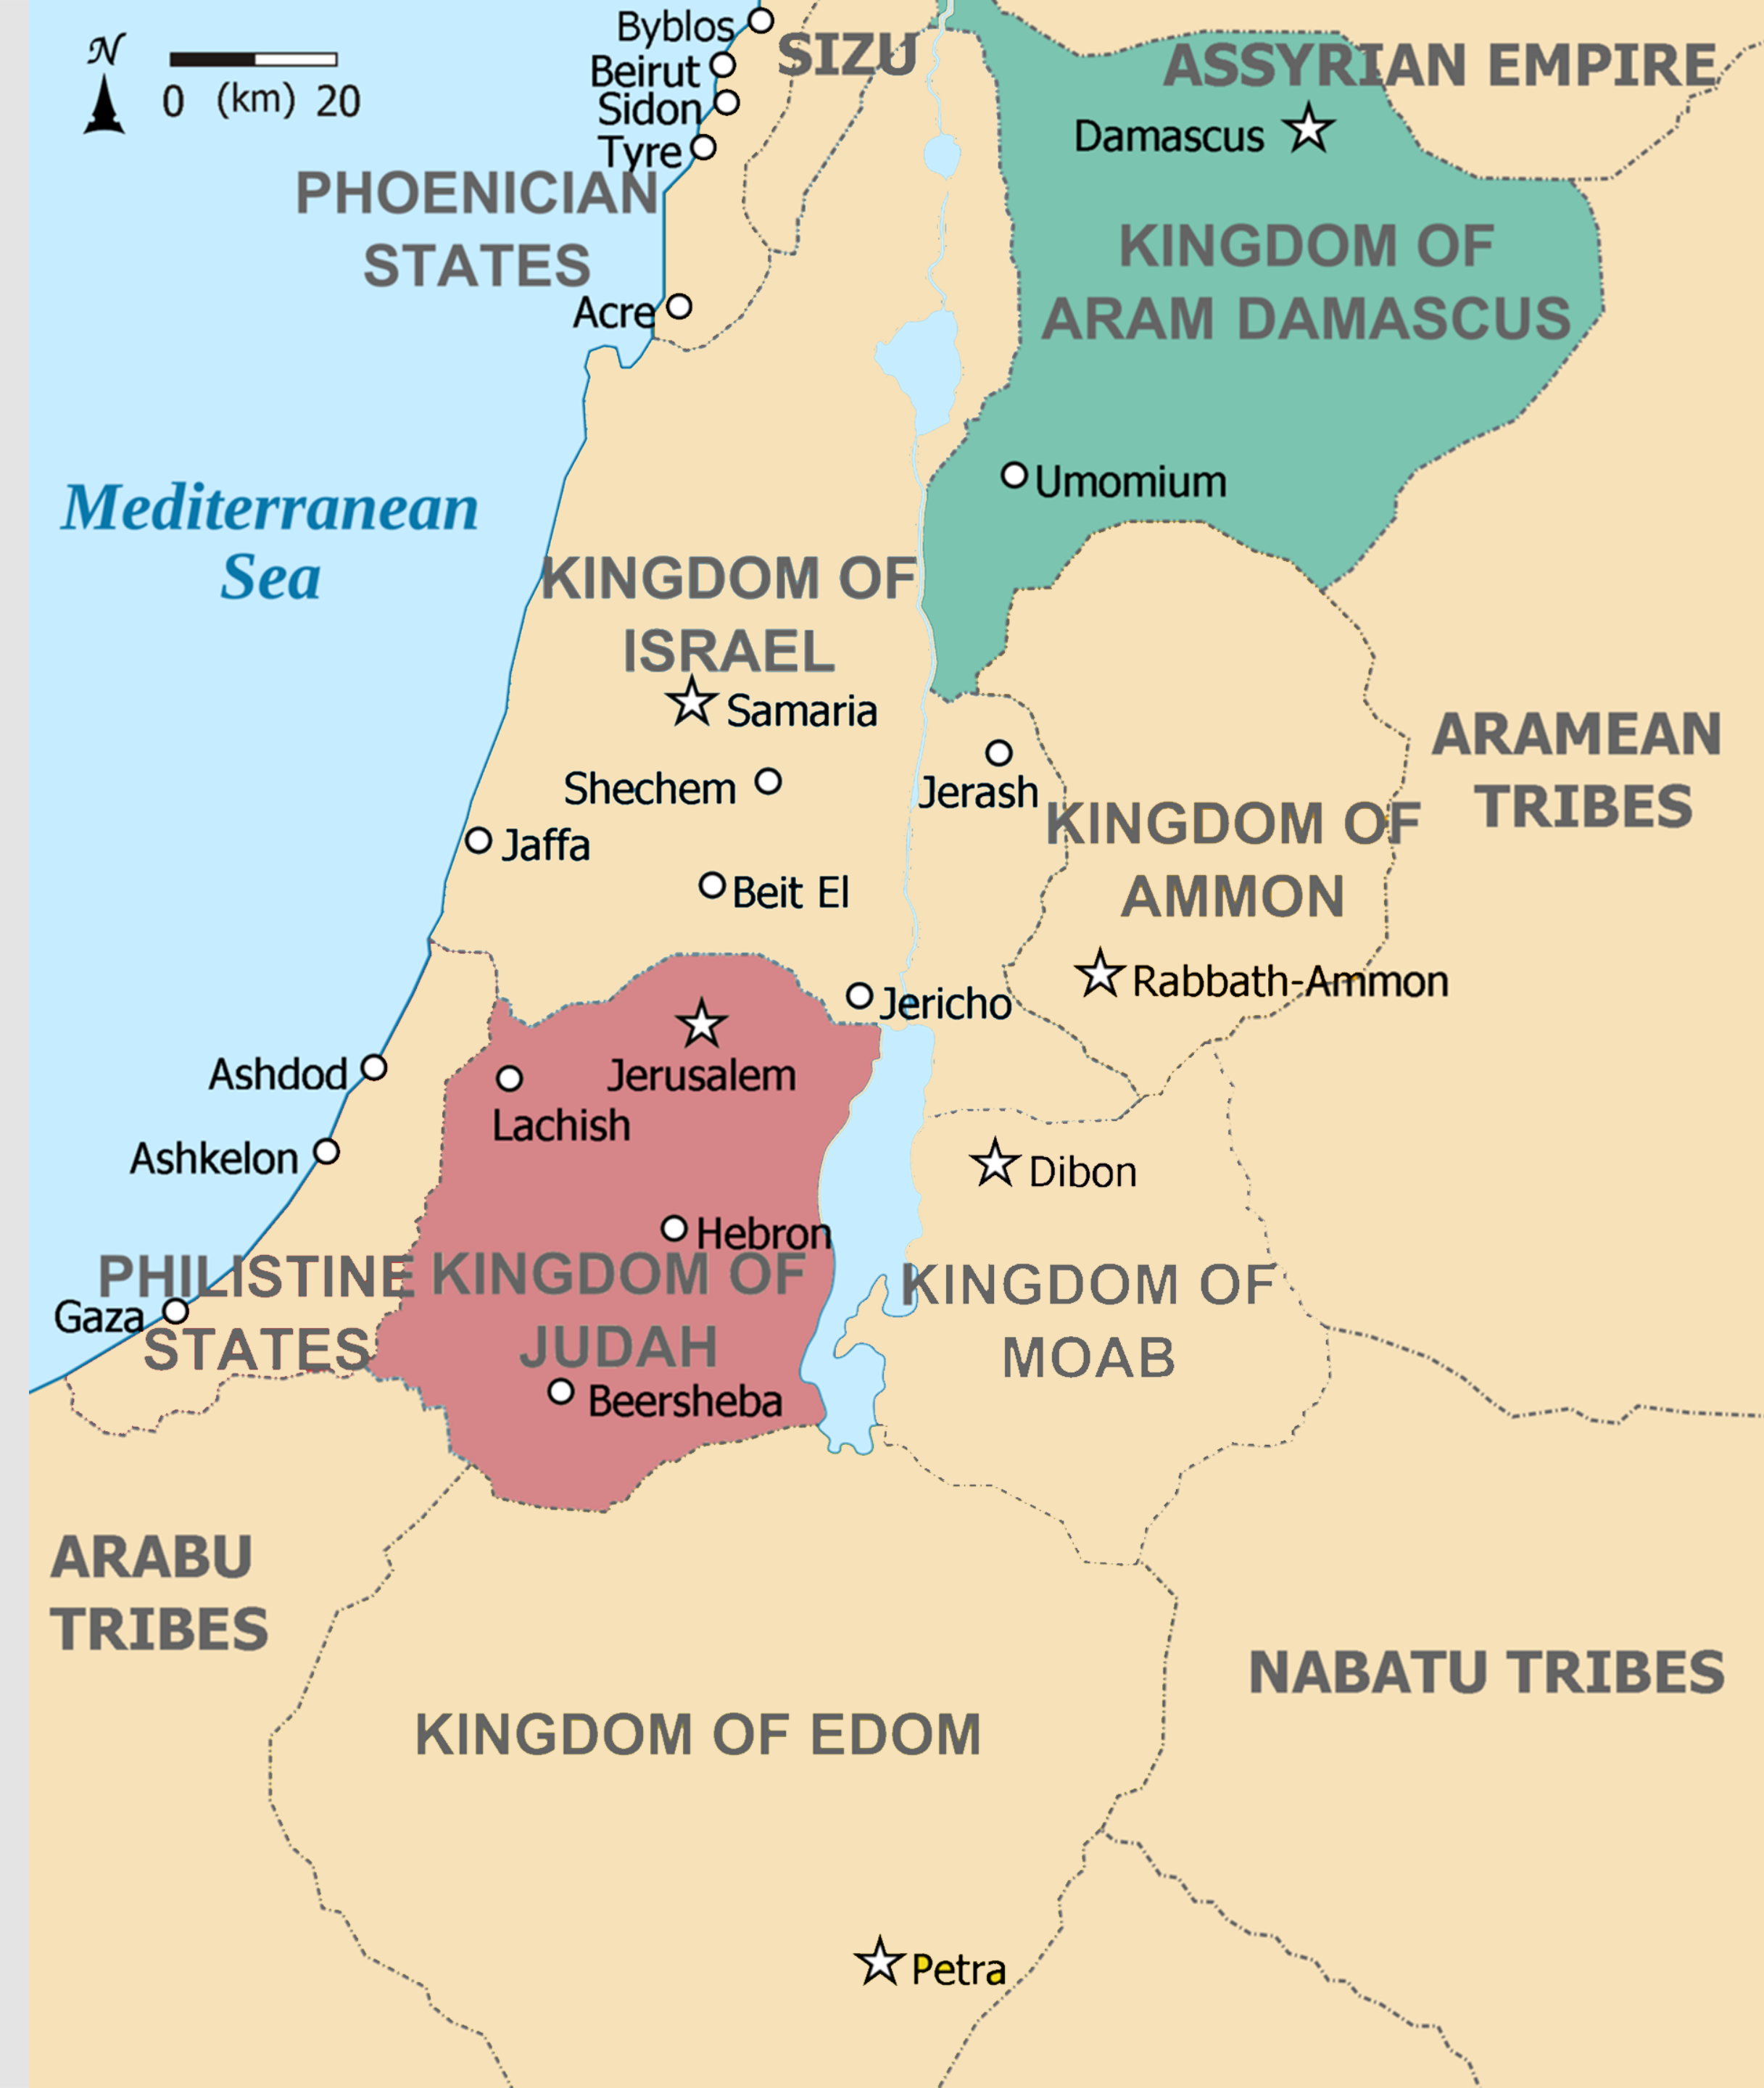 N
0 (km) 20
Byblos
Beirut
Sidon
Tyre
SIZU
ASSYRIAN EMPIRE
Damascus
PHOENICIAN
STATES
KINGDOM OF
ARAM DAMASCUS
Acre
Umomium
Mediterranean
Sea
KINGDOM OF
ISRAEL
Samaria
Shechem
Jerash
Jaffa
Beit El
KINGDOM OF
AMMON
ARAMEAN
TRIBES
Rabbath-Ammon
Jericho
Jerusalem
Ashdod
Lachish
Ashkelon
Dibon
Hebron
PHILISTINE
STATES
Gaza
KINGDOM OF
JUDAH
KINGDOM OF
MOAB
Beersheba
ARABU
TRIBES
NABATU TRIBES
KINGDOM OF EDOM
Petra